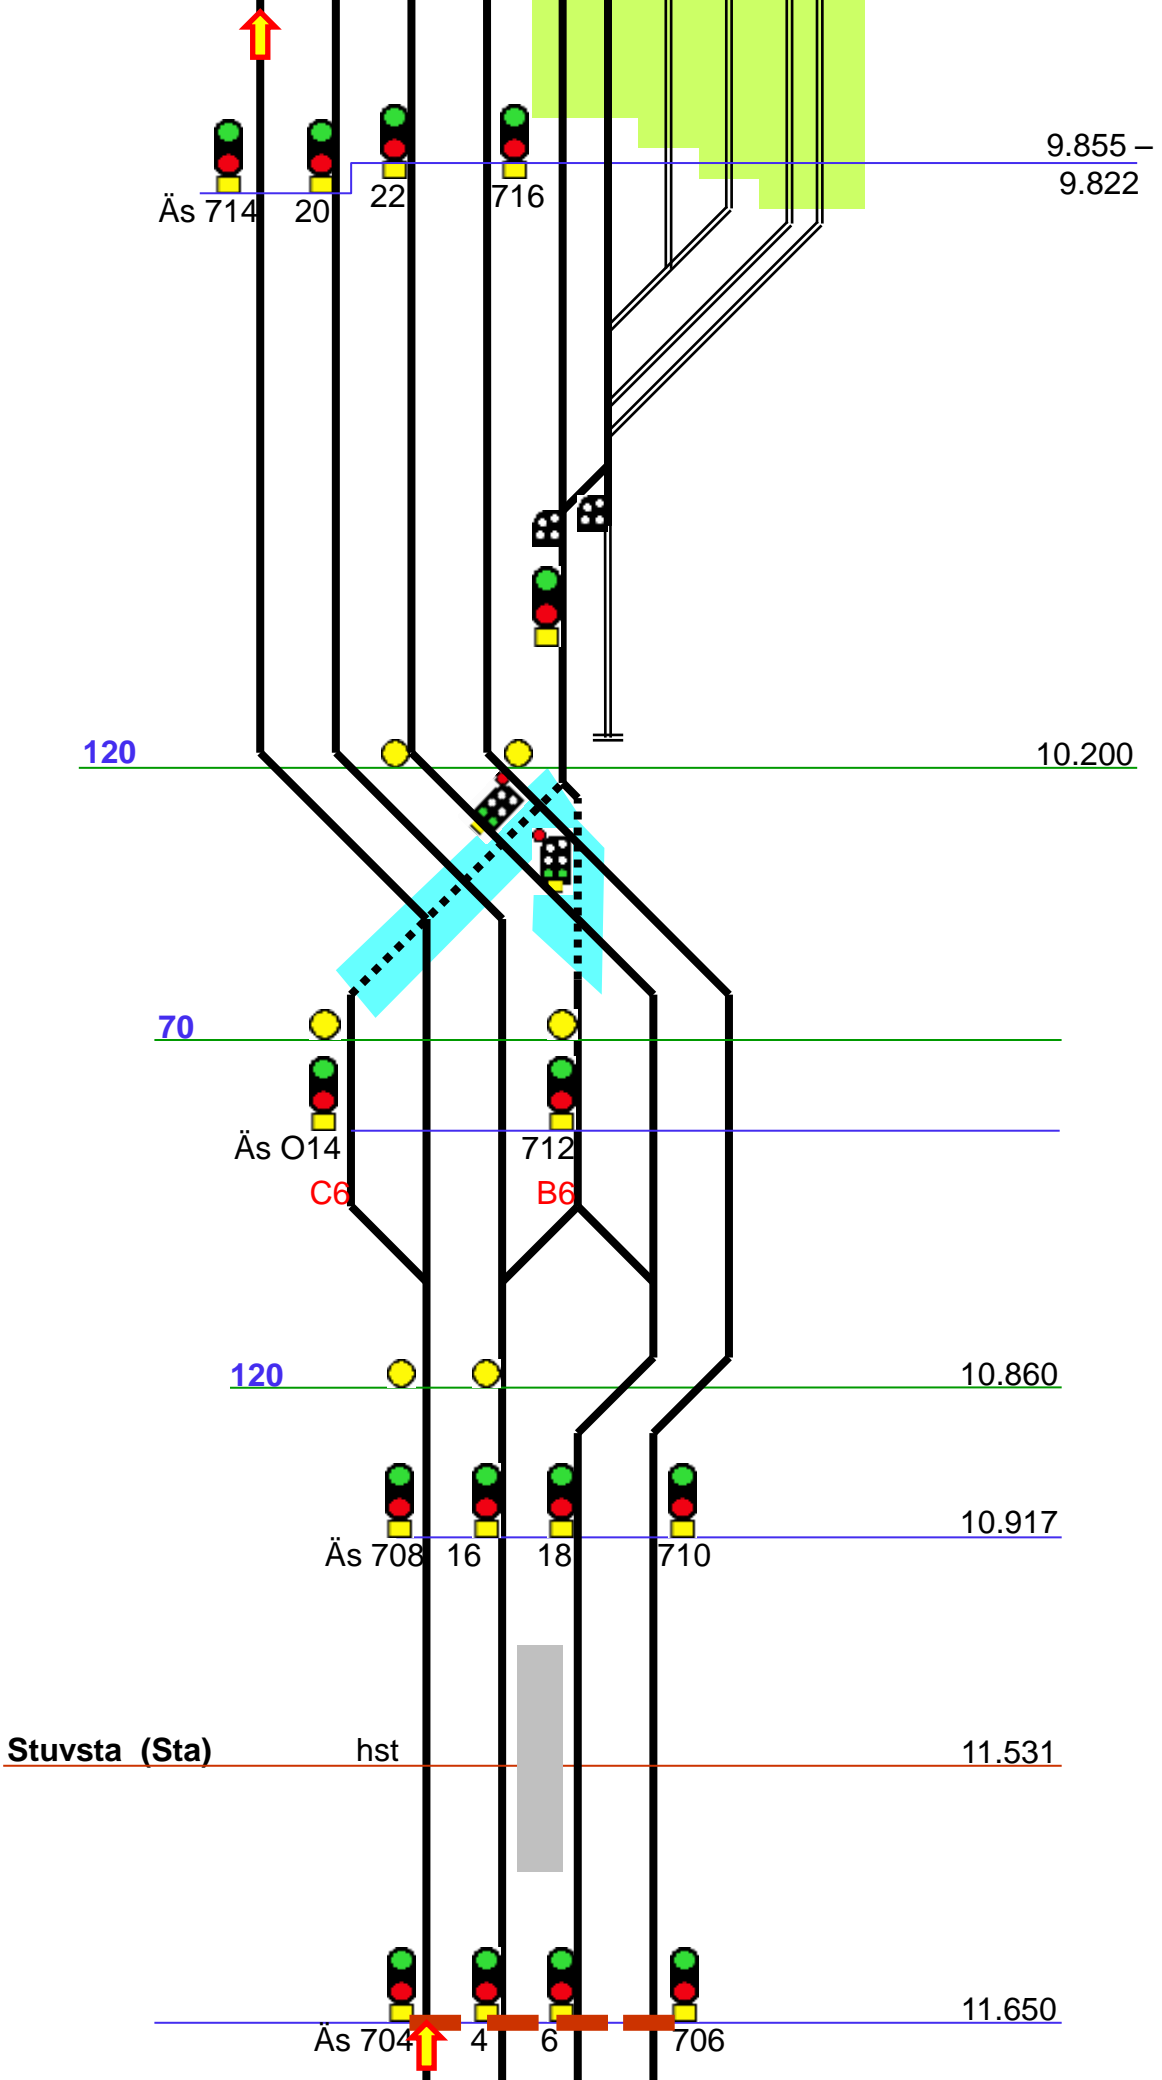 9.855 –
9.822
Äs 714 20 22 716
120 10.200
70
Äs O14 712
C6 B6
120 10.860
10.917
Äs 708 16 18 710
Stuvsta (Sta) hst 11.531
11.650
Äs 704 4 6 706